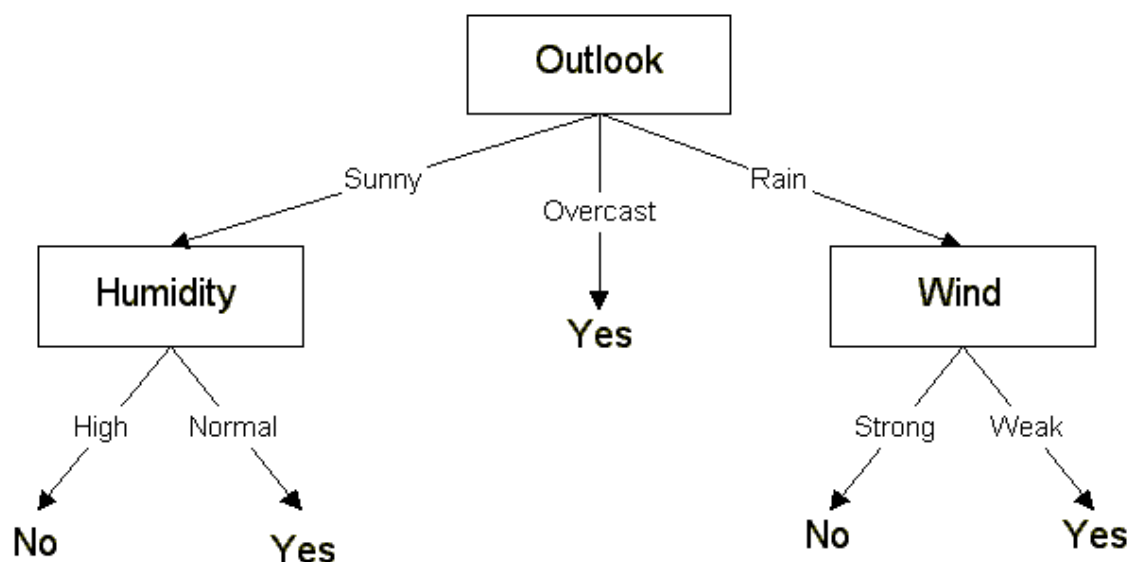 Outlook
Sunny
Overcast
Rain
Humidity
Yes
Wind
High
Normal
Strong
Weak
No
Yes
No
Yes